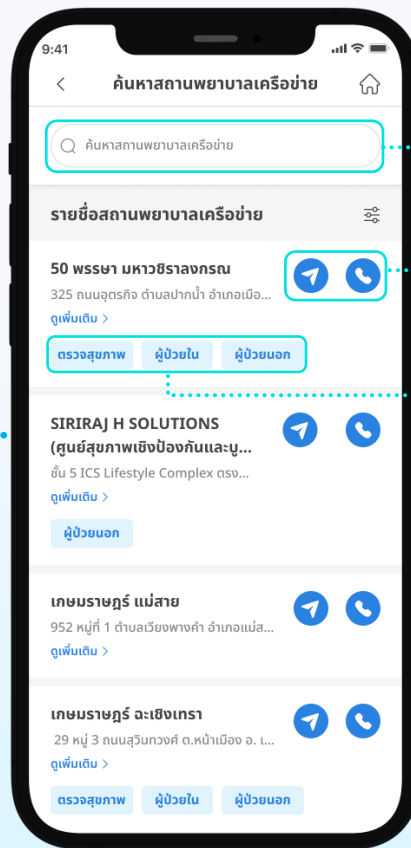 9:41
ค้นหาสถานพยาบาลเครือข่าย
ค้นหาสถานพยาบาลเครือข่าย
รายชื่อสถานพยาบาลเครือข่าย
50 พรรษา มหาวชิราลงกรณ
325 ถนนอุตรกิจ ตำบลปากน้ำ อำเภอเมือ...
ดูเพิ่มเติม >
ตรวจสุขภาพ ผู้ป่วยใน ผู้ป่วยนอก
SIRIRAJ H SOLUTIONS
(ศูนย์สุขภาพเชิงป้องกันและบู...
ชั้น 5 ICS Lifestyle Complex ตรง...
ดูเพิ่มเติม >
ผู้ป่วยนอก
เกษมราษฎร์ แม่สาย
952 หมู่ที่ 1 ตำบลเวียงพางคำ อำเภอแม่ส...
ดูเพิ่มเติม >
เกษมราษฎร์ ฉะเชิงเทรา
29 หมู่ 3 ถนนสุวินทวงศ์ ต.หน้าเมือง อ. เ...
ดูเพิ่มเติม >
ตรวจสุขภาพ ผู้ป่วยใน ผู้ป่วยนอก